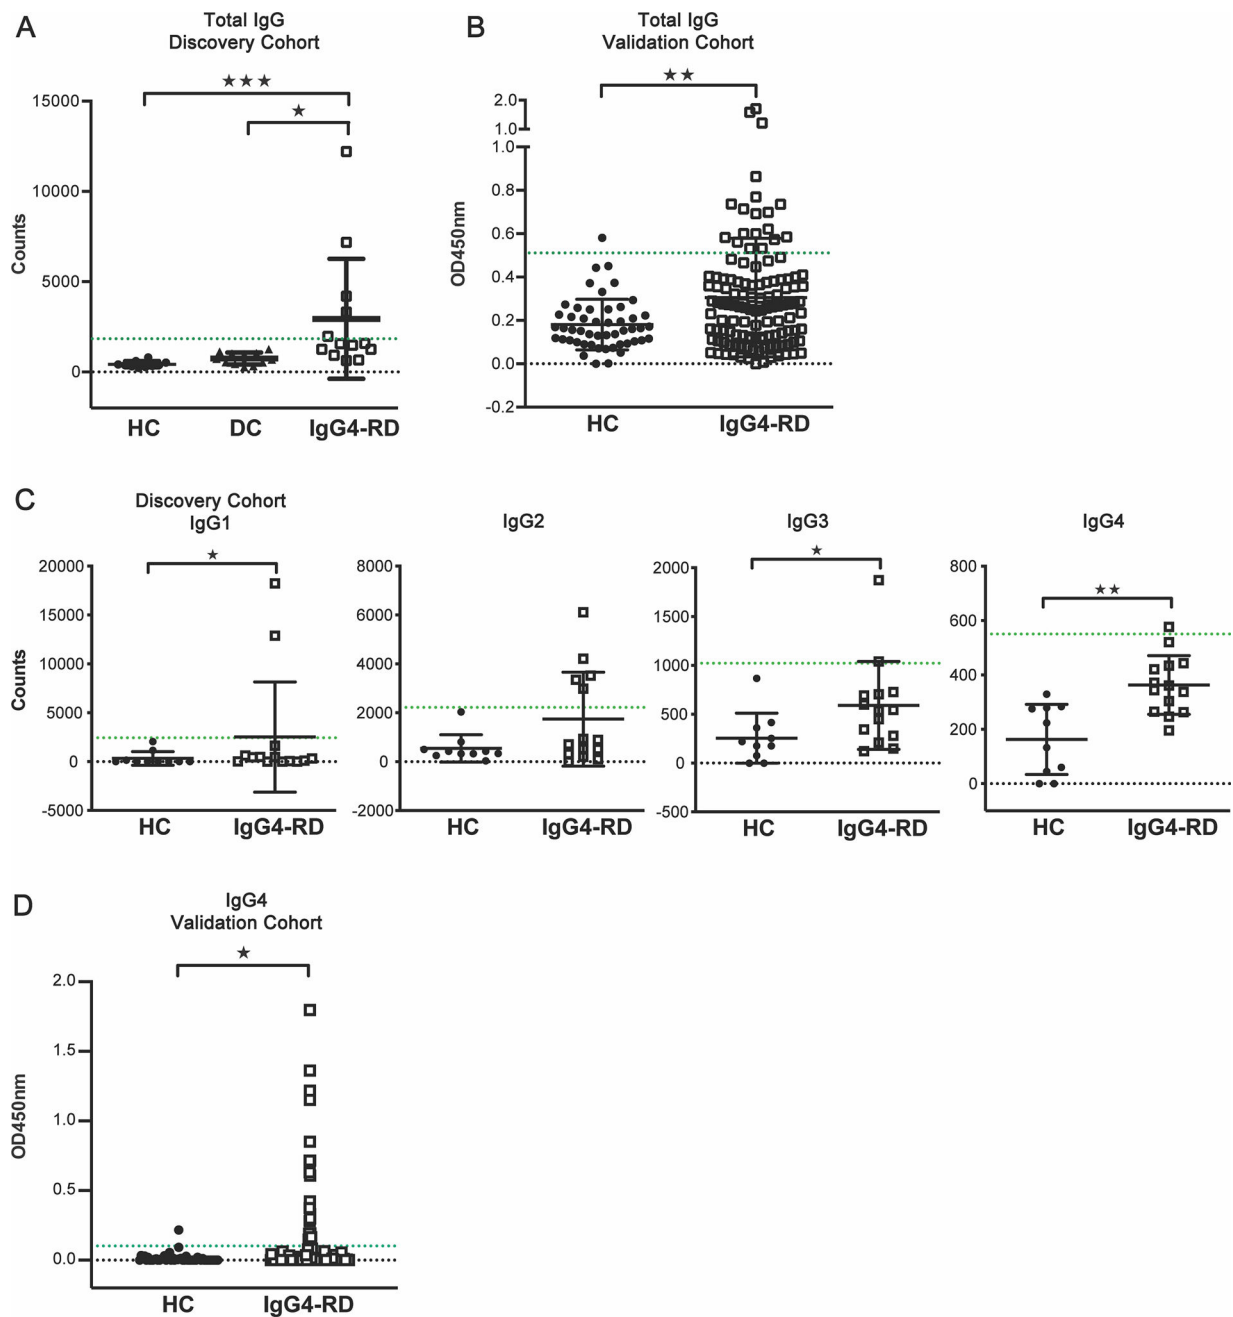 A
Total IgG
Discovery Cohort
★★★
★
15000
10000
5000
0
Counts
HC
DC
IgG4-RD
B
Total IgG
Validation Cohort
★★
2.0
1.0
1.0
0.8
0.6
0.4
0.2
0.0
-0.2
OD450nm
HC
IgG4-RD
C
Discovery Cohort
IgG1
★
20000
15000
10000
5000
0
-5000
Counts
HC
IgG4-RD
IgG2
8000
6000
4000
2000
0
-2000
HC
IgG4-RD
IgG3
★
2000
1500
1000
500
0
-500
HC
IgG4-RD
IgG4
★★
800
600
400
200
0
HC
IgG4-RD
D
IgG4
Validation Cohort
★
2.0
1.5
1.0
0.5
0.0
OD450nm
HC
IgG4-RD